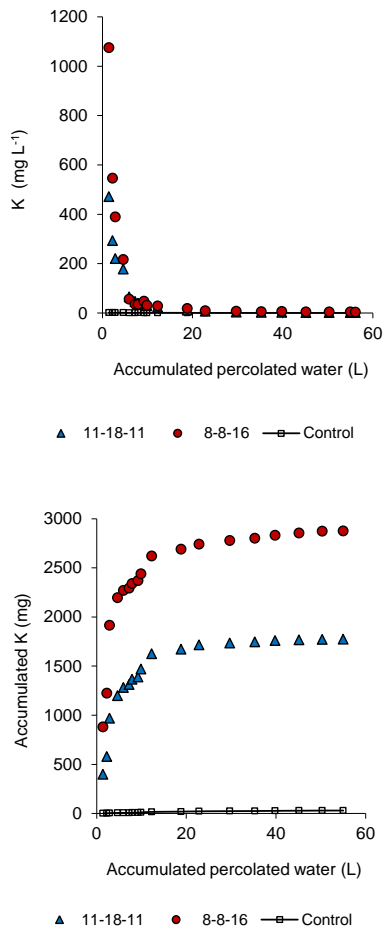 1200
1000
800
600
400
200
0
K (mg L-1)
0 20 40 60
Accumulated percolated water (L)
11-18-11 8-8-16 Control
3000
2500
2000
1500
1000
500
0
Accumulated K (mg)
0 20 40 60
Accumulated percolated water (L)
11-18-11 8-8-16 Control